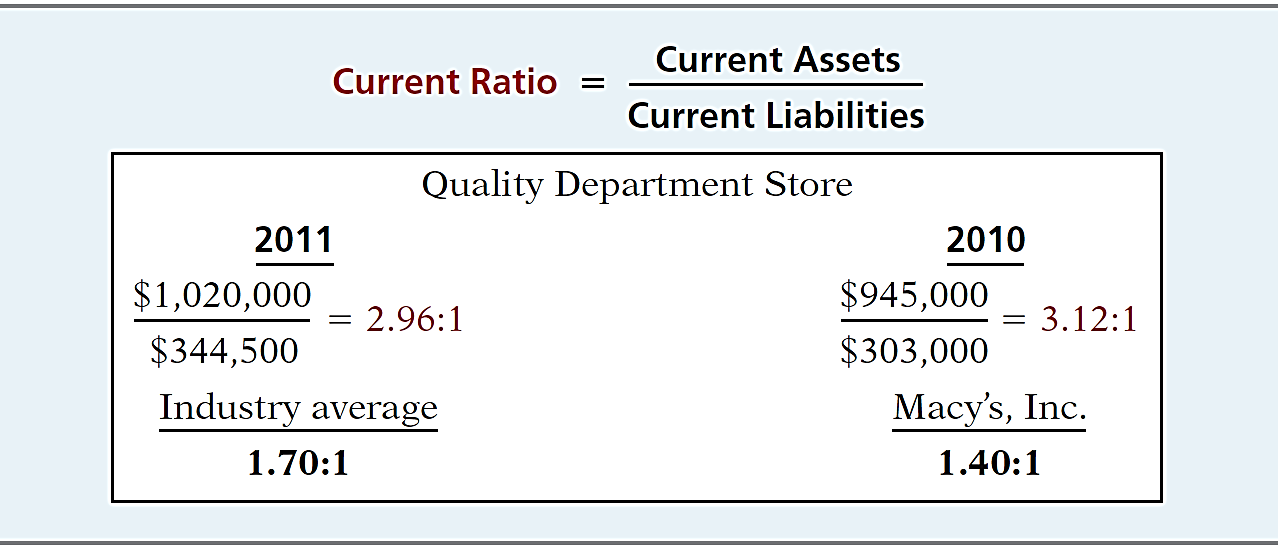 Current Ratio = Current Assets
Current Liabilities
Quality Department Store
2011 2010
$1,020,000 $945,000
= 2.96:1 = 3.12:1
$344,500 $303,000
Industry average Macy's, Inc.
1.70:1 1.40:1